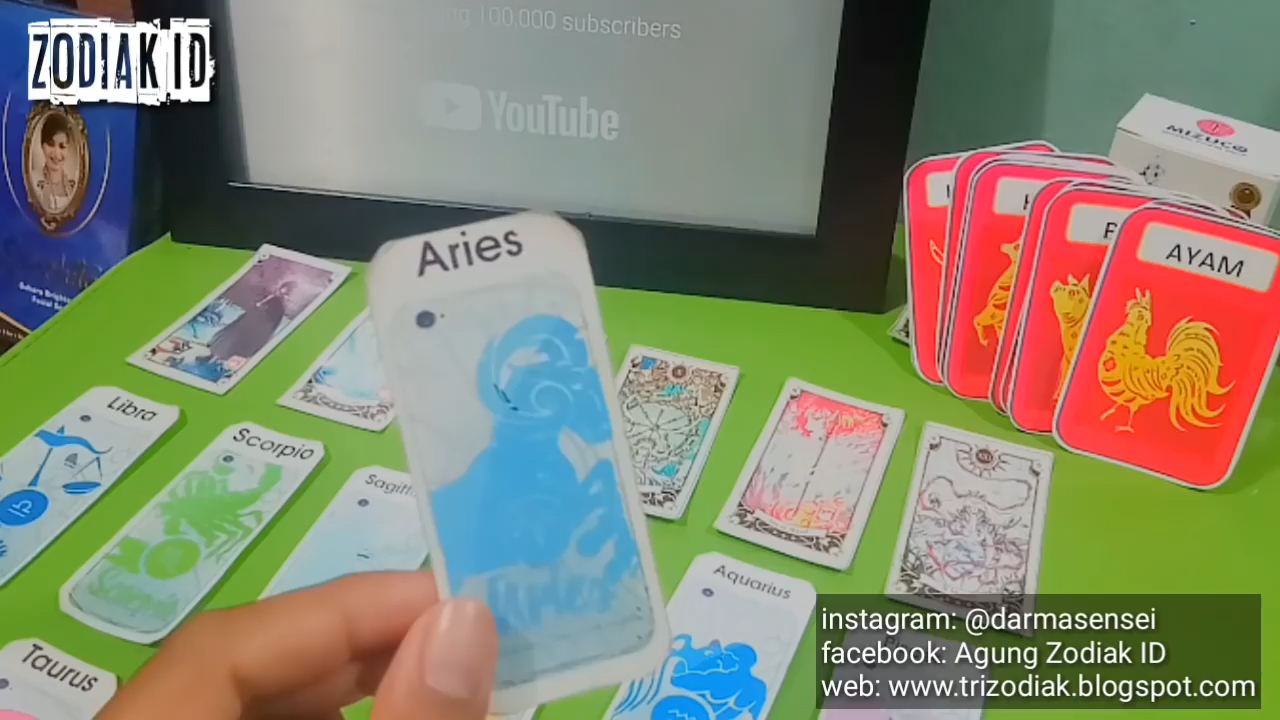 ZODIAK ID
100,000 subscribers
YouTube
MIZUCO
AYAM
Aries
Libra
Scorpio
Aquarius
Taurus
instagram: @darmasensei
facebook: Agung Zodiak ID
web: www.trizodiak.blogspot.com